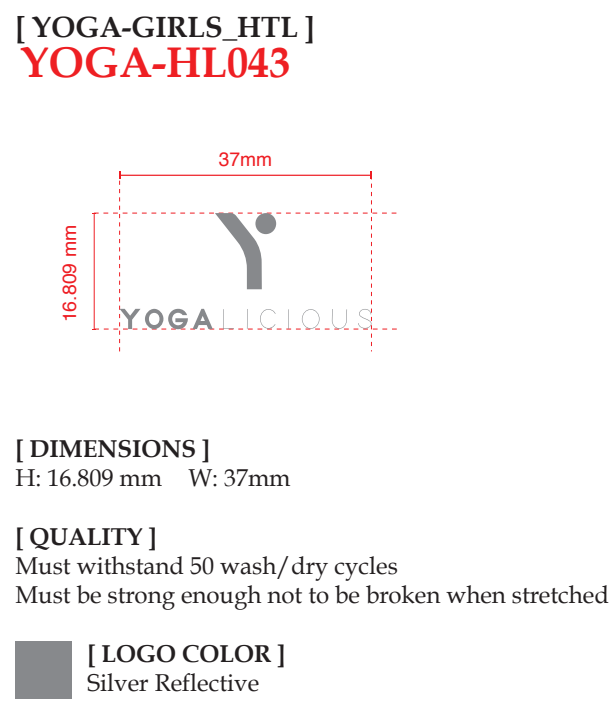 [ YOGA-GIRLS_HTL ]
YOGA-HL043
37mm
16.809 mm
YOGALICIOUS
[ DIMENSIONS ]
H: 16.809 mm W: 37mm
[ QUALITY ]
Must withstand 50 wash/dry cycles
Must be strong enough not to be broken when stretched
[ LOGO COLOR ]
Silver Reflective